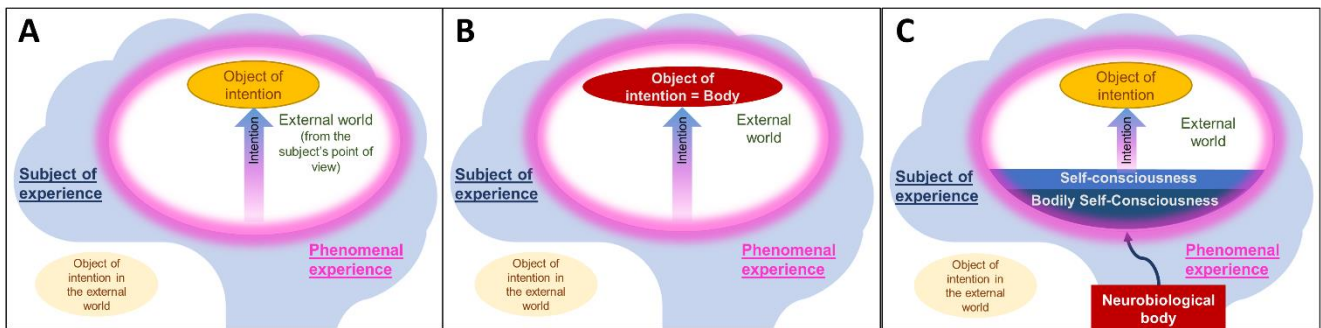 A
Object of
intention
Intention
External world
(from the
subject's point
of view)
Subject of
experience
Phenomenal
experience
Object of
intention in
the external
world
B
Object of
intention = Body
Intention
External
world
Subject of
experience
Phenomenal
experience
Object of
intention in
the external
world
C
Object of
intention
Intention
External
world
Self-consciousness
Bodily Self-Consciousness
Subject of
experience
Phenomenal
experience
Object of
intention in
the external
world
Neurobiological
body